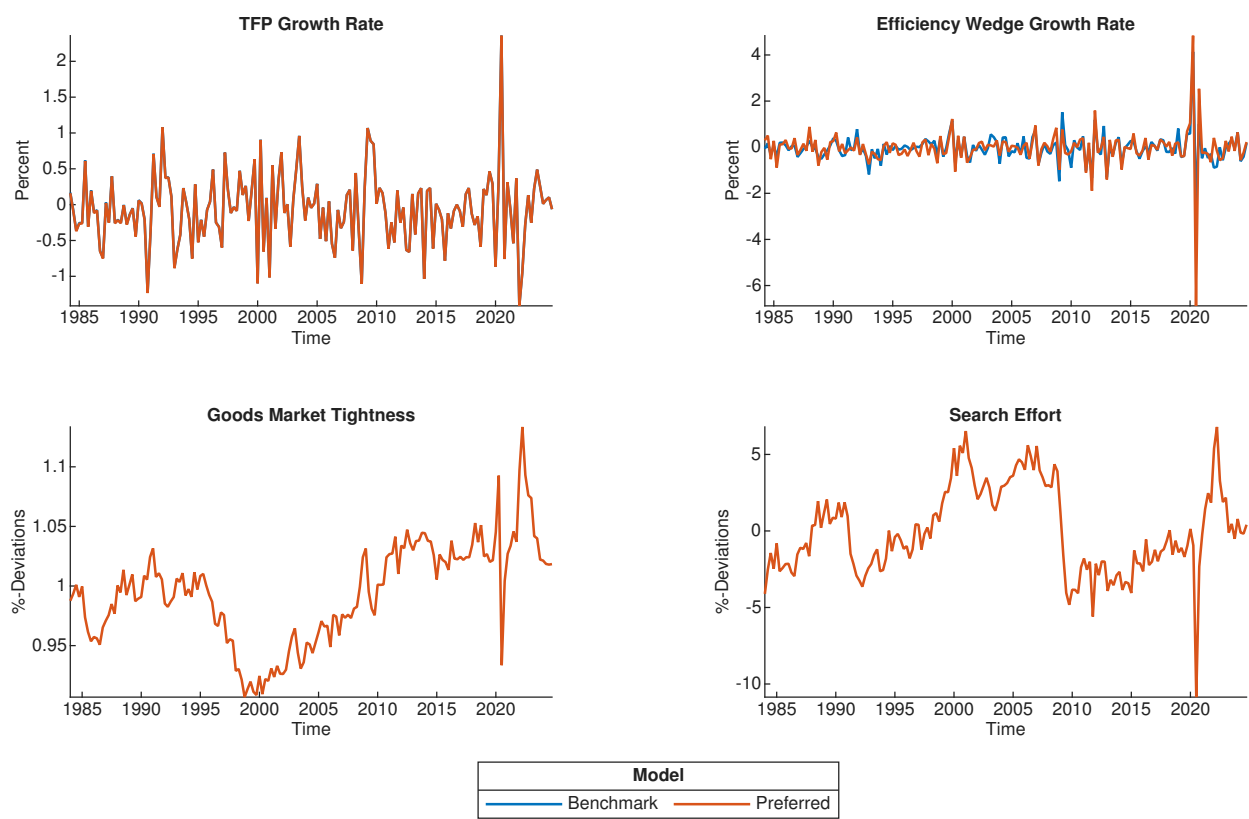 TFP Growth Rate
Percent
2
1.5
1
0.5
0
-0.5
-1
1985 1990 1995 2000 2005 2010 2015 2020
Time
Efficiency Wedge Growth Rate
Percent
4
2
0
-2
-4
-6
1985 1990 1995 2000 2005 2010 2015 2020
Time
Goods Market Tightness
%-Deviations
1.1
1.05
1
0.95
1985 1990 1995 2000 2005 2010 2015 2020
Time
Search Effort
%-Deviations
5
0
-5
-10
1985 1990 1995 2000 2005 2010 2015 2020
Time
Model
Benchmark Preferred